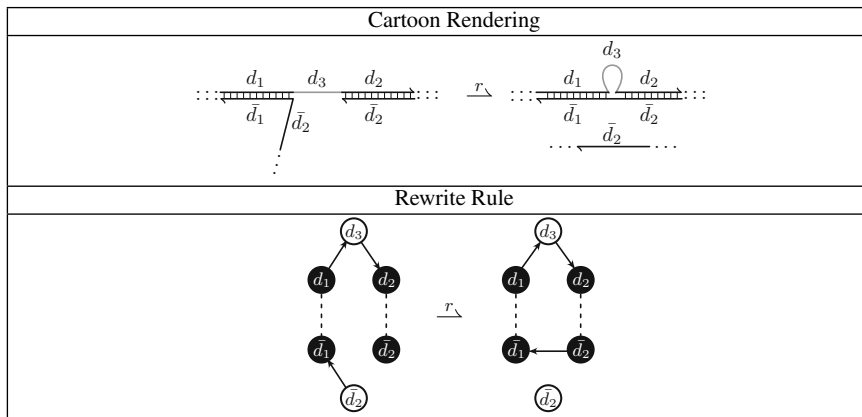 Cartoon Rendering
d₃
d₁ d₃ d₂ r d₁ d₂
d̄₁ d̄₂ d̄₂ d̄₁ d̄₂
d̄₂
Rewrite Rule
d₃ d₃
d₁ d₂ d₁ d₂
r
d̄₁ d̄₂ d̄₁ d̄₂
d̄₂ d̄₂